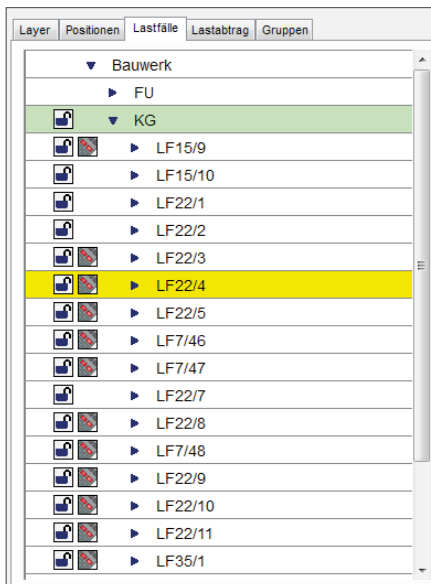 Layer Positionen Lastfälle Lastabtrag Gruppen
Bauwerk
FU
KG
LF15/9
LF15/10
LF22/1
LF22/2
LF22/3
LF22/4
LF22/5
LF7/46
LF7/47
LF22/7
LF22/8
LF7/48
LF22/9
LF22/10
LF22/11
LF35/1